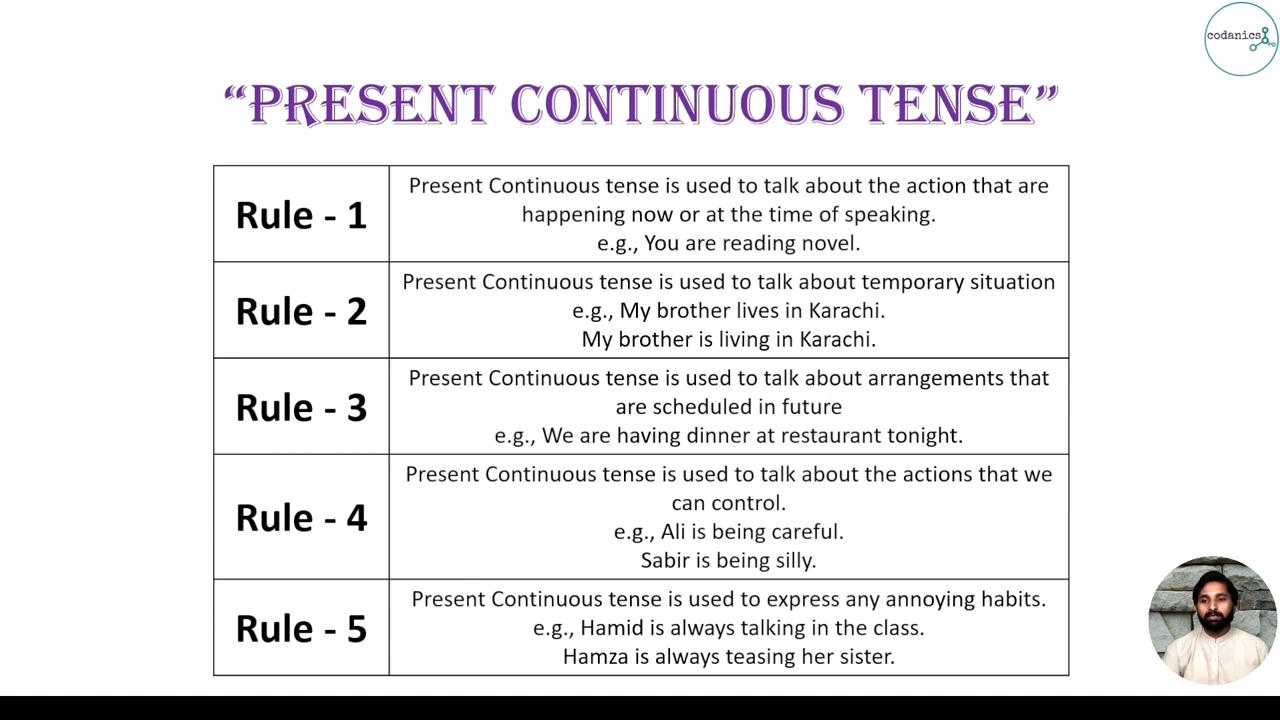 codanics
"PRESENT CONTINUOUS TENSE"
Rule - 1
Present Continuous tense is used to talk about the action that are
happening now or at the time of speaking.
e.g., You are reading novel.
Rule - 2
Present Continuous tense is used to talk about temporary situation
e.g., My brother lives in Karachi.
My brother is living in Karachi.
Rule - 3
Present Continuous tense is used to talk about arrangements that
are scheduled in future
e.g., We are having dinner at restaurant tonight.
Rule - 4
Present Continuous tense is used to talk about the actions that we
can control.
e.g., Ali is being careful.
Sabir is being silly.
Rule - 5
Present Continuous tense is used to express any annoying habits.
e.g., Hamid is always talking in the class.
Hamza is always teasing her sister.